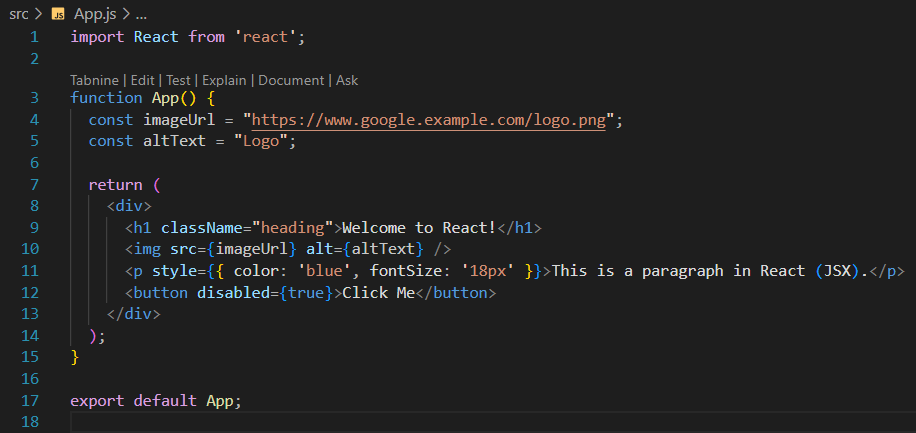 src > JS App.js > ...
1 import React from 'react';
2
Tabnine | Edit | Test | Explain | Document | Ask
3 function App() {
4   const imageUrl = "https://www.google.example.com/logo.png";
5   const altText = "Logo";
6
7   return (
8     <div>
9       <h1 className="heading">Welcome to React!</h1>
10       <img src={imageUrl} alt={altText} />
11       <p style={{ color: 'blue', fontSize: '18px' }}>This is a paragraph in React (JSX).</p>
12       <button disabled={true}>Click Me</button>
13     </div>
14   );
15 }
16
17 export default App;
18